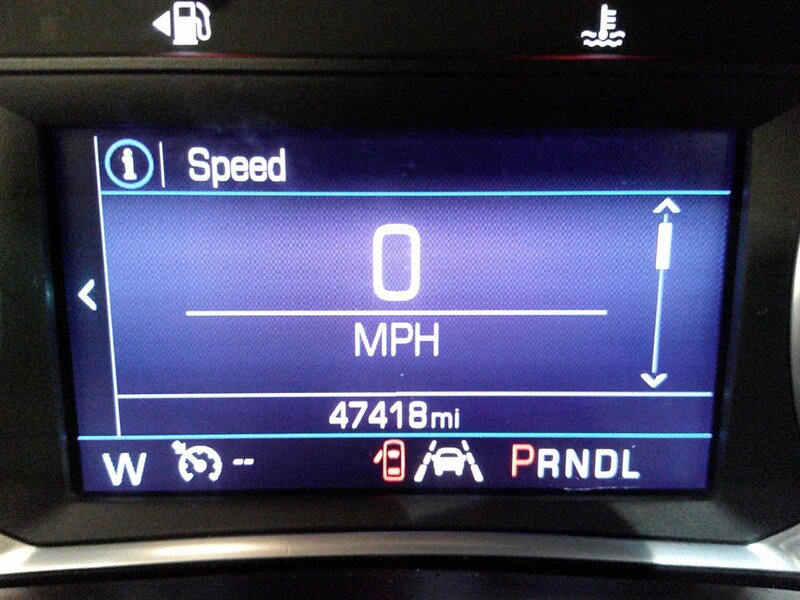 Speed
0
MPH
47418mi
W -- PRNDL